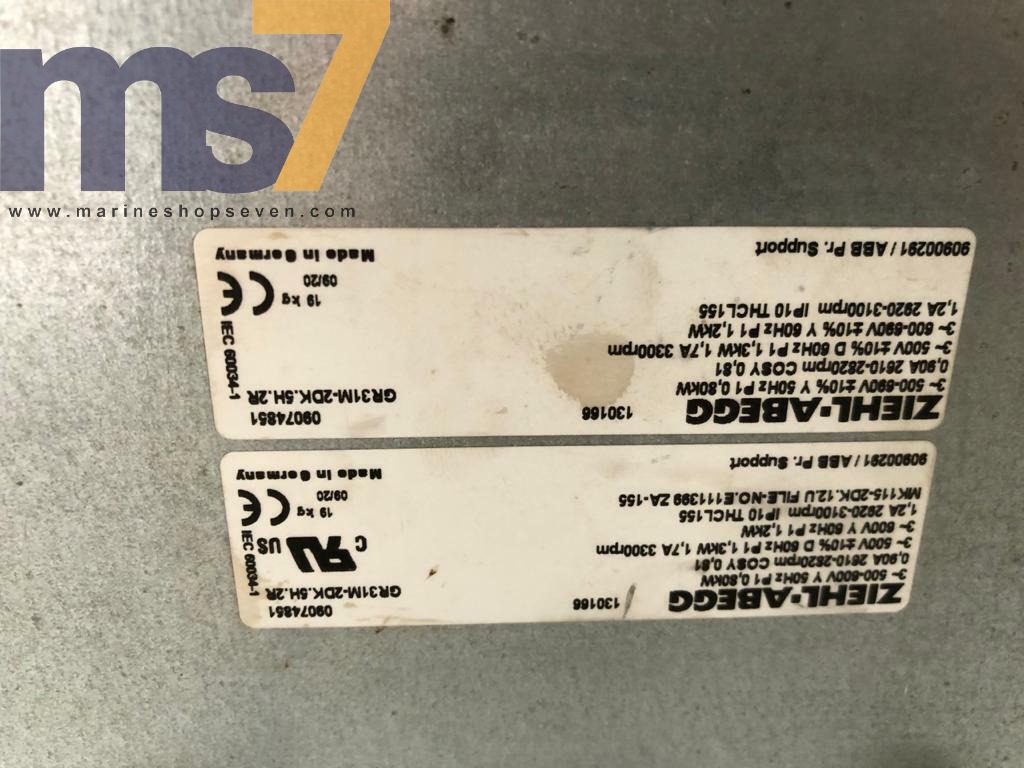 ms7
www.marineshopseven.com
ZIEHL-ABEGG 130166 09074851
3~ 500-600V Y 50Hz P1 0,80kW GR31M-2DK.5H.2R
0,90A 2610-2820rpm COSY 0,81
3~ 500V ±10% D 60Hz P1 1,3kW 1,7A 3300rpm
3~ 600V Y 60Hz P1 1,2kW
1,2A 2920-3100rpm IP10 THCL155
MK115-2DK.12.U FILE-NO.E111399 ZA-155
90900291 / ABB Pr. Support
c RU US
IEC 60034-1
CE 19 kg
09/20
Made in Germany
ZIEHL-ABEGG 130166 09074851
3~ 500-690V ±10% Y 50Hz P1 0,80kW GR31M-2DK.5H.2R
0,90A 2610-2820rpm COSY 0,81
3~ 500V ±10% D 60Hz P1 1,3kW 1,7A 3300rpm
3~ 600-690V ±10% Y 60Hz P1 1,2kW
1,2A 2920-3100rpm IP10 THCL155
90900291 / ABB Pr. Support
IEC 60034-1
CE 19 kg
09/20
Made in Germany